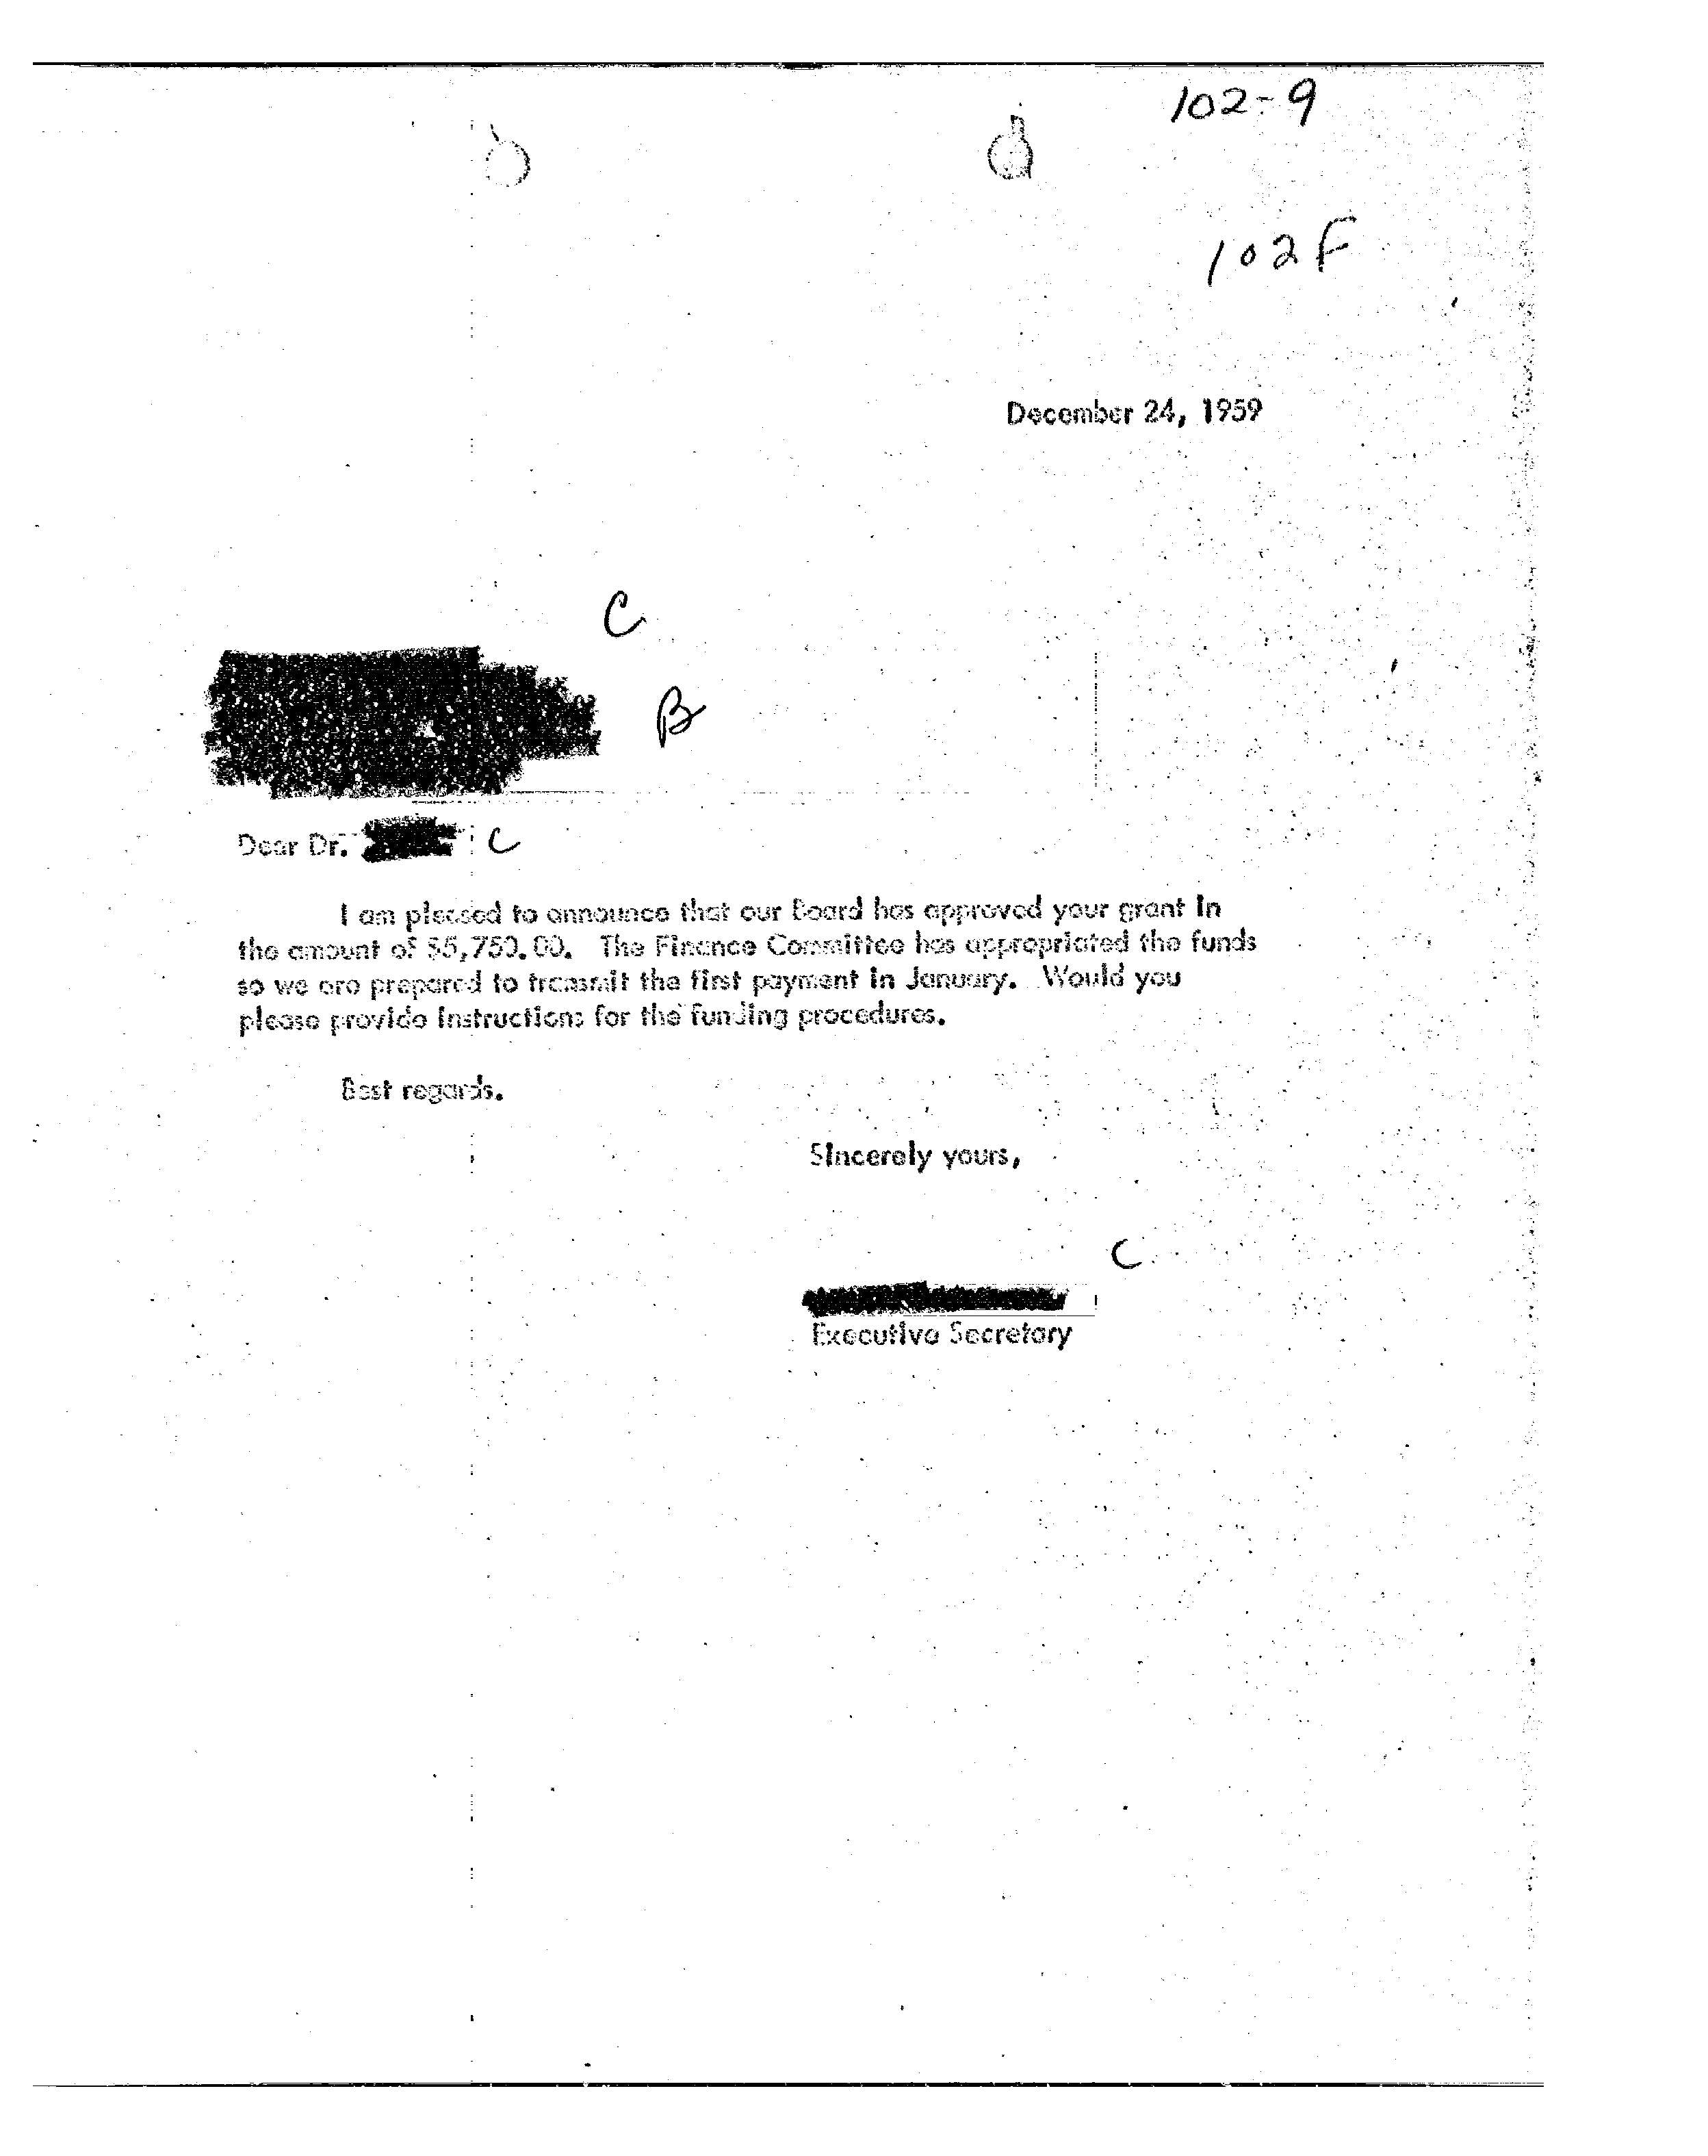 102-9
102F
December 24, 1959
C
B
Dear Dr. C
I am pleased to announce that our Board has approved your grant in
the amount of $5,750.00. The Finance Committee has appropriated the funds
so we are prepared to transmit the first payment in January. Would you
please provide instructions for the funding procedures.
Best regards.
Sincerely yours,
C
Executive Secretary